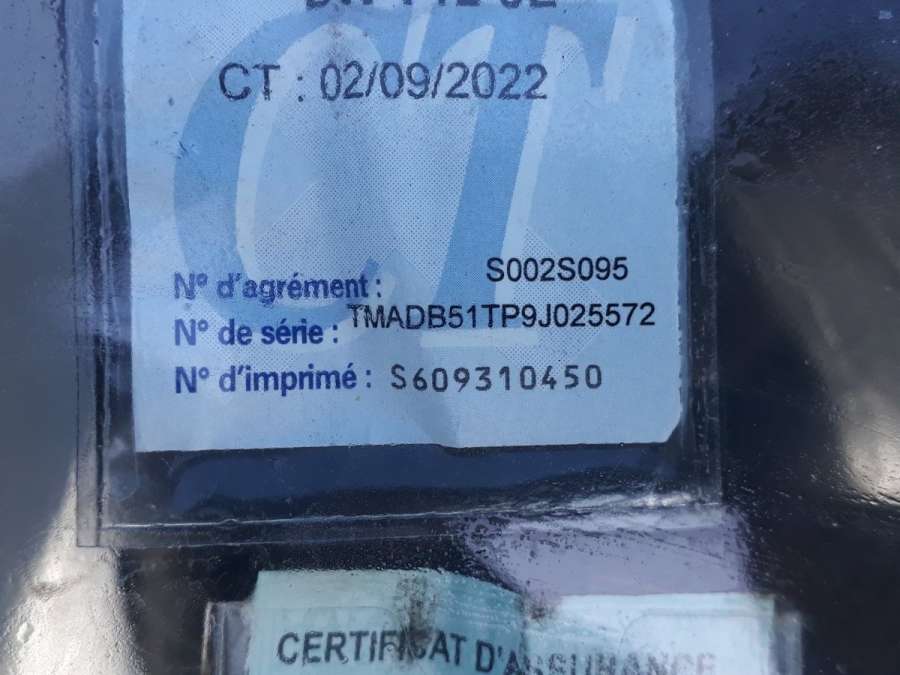 CT : 02/09/2022
N° d'agrément : S002S095
N° de série : TMADB51TP9J025572
N° d'imprimé : S609310450
CERTIFICAT D'ASSURANCE